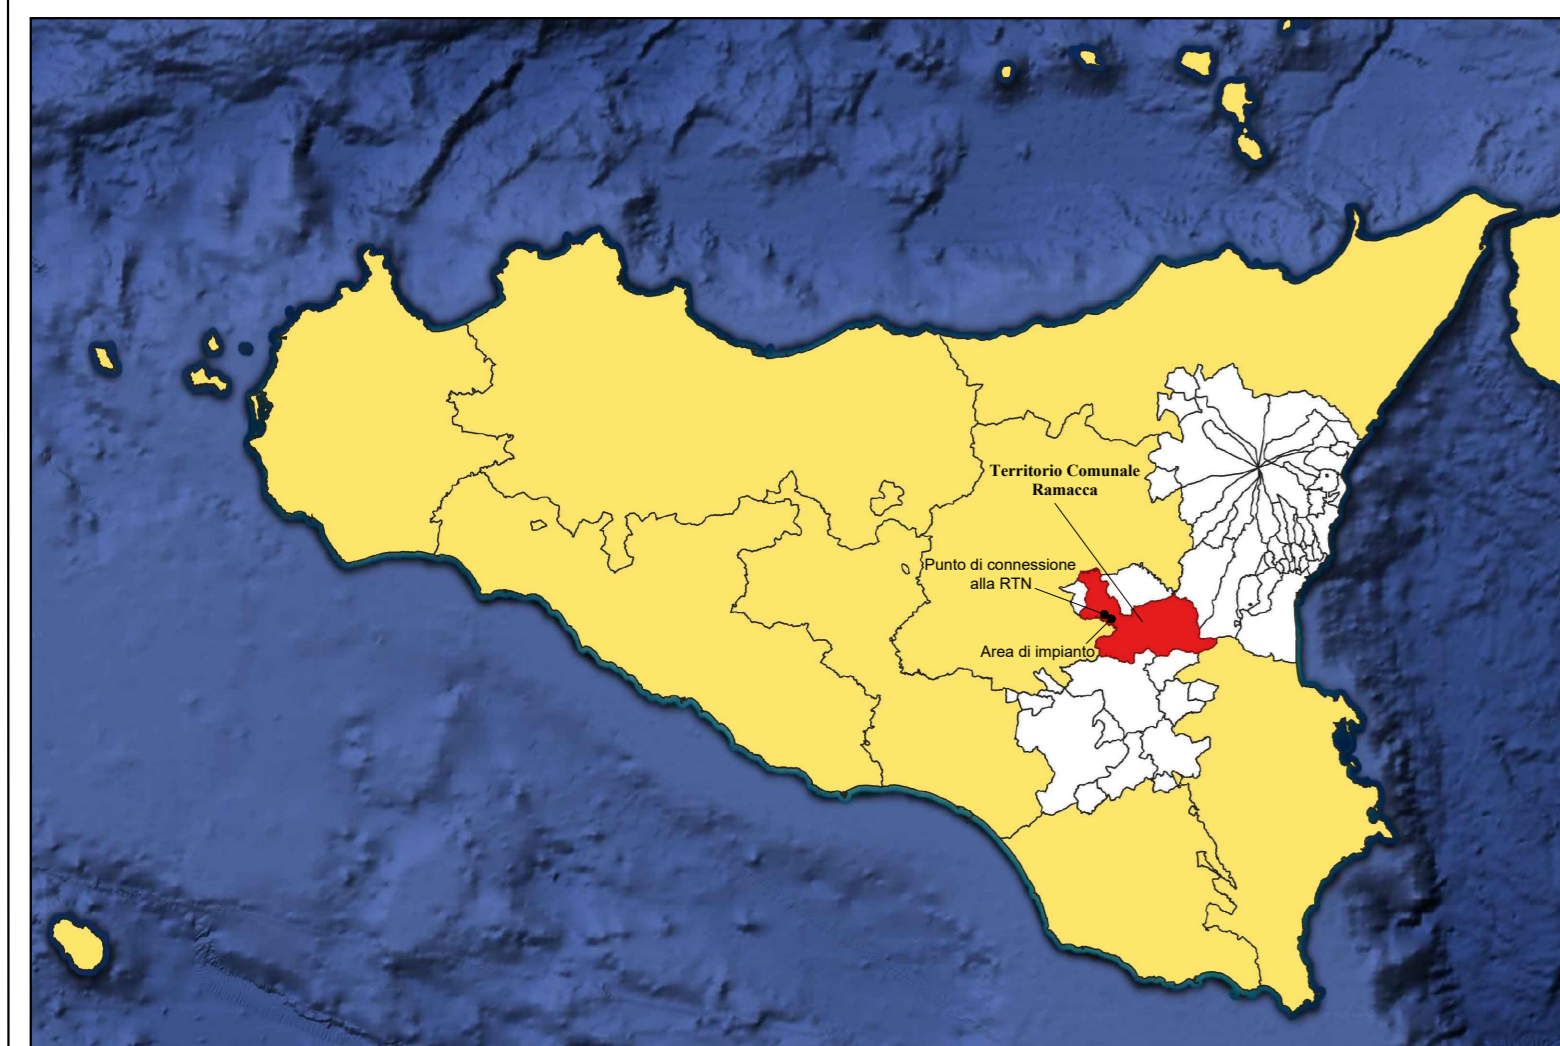 Territorio Comunale
Ramacca
Punto di connessione
alla RTN
Area di impianto